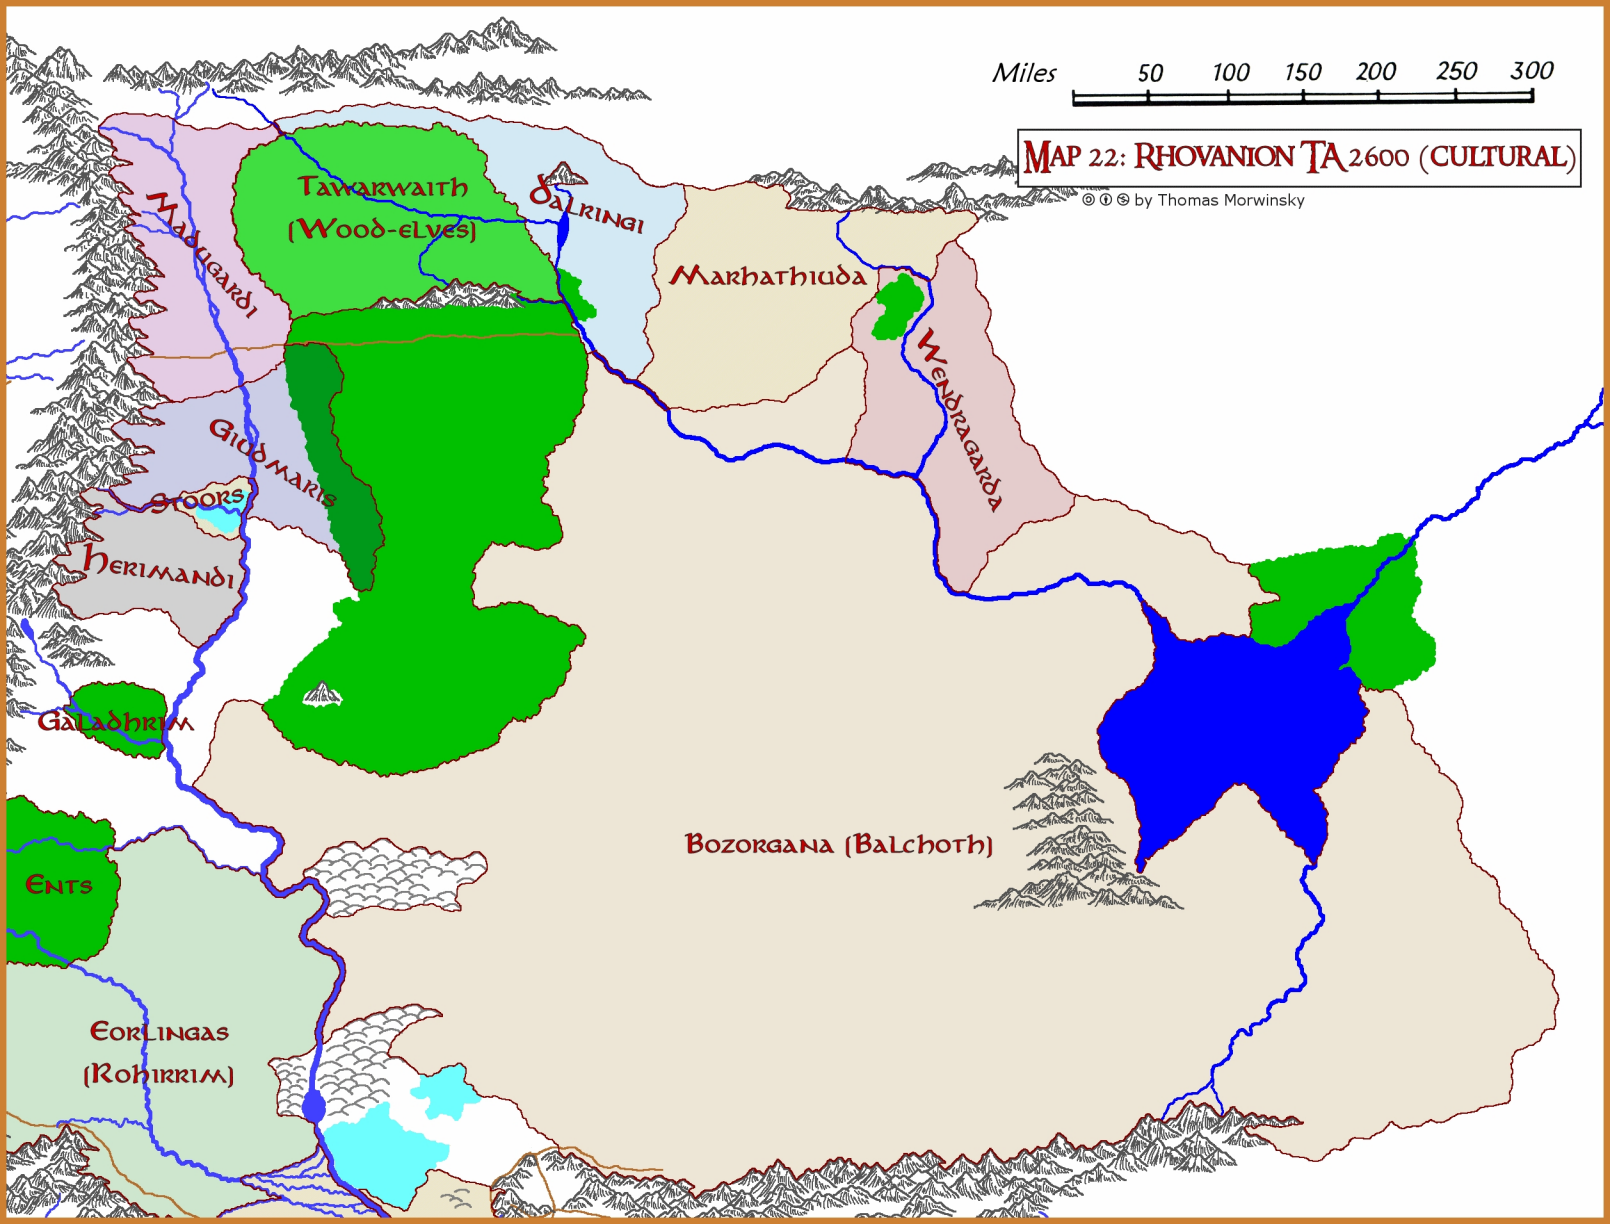 Miles 50 100 150 200 250 300
Map 22: Rhovanion TA 2600 (cultural)
by Thomas Morwinsky
Tawarwaith
(Wood-elves)
Dalringi
Madugardi
Marhathiuda
Wendragarda
Giudmaris
Stoors
Herimandi
Galadhrim
Bozorgana (Balchoth)
Ents
Eorlingas
(Rohirrim)